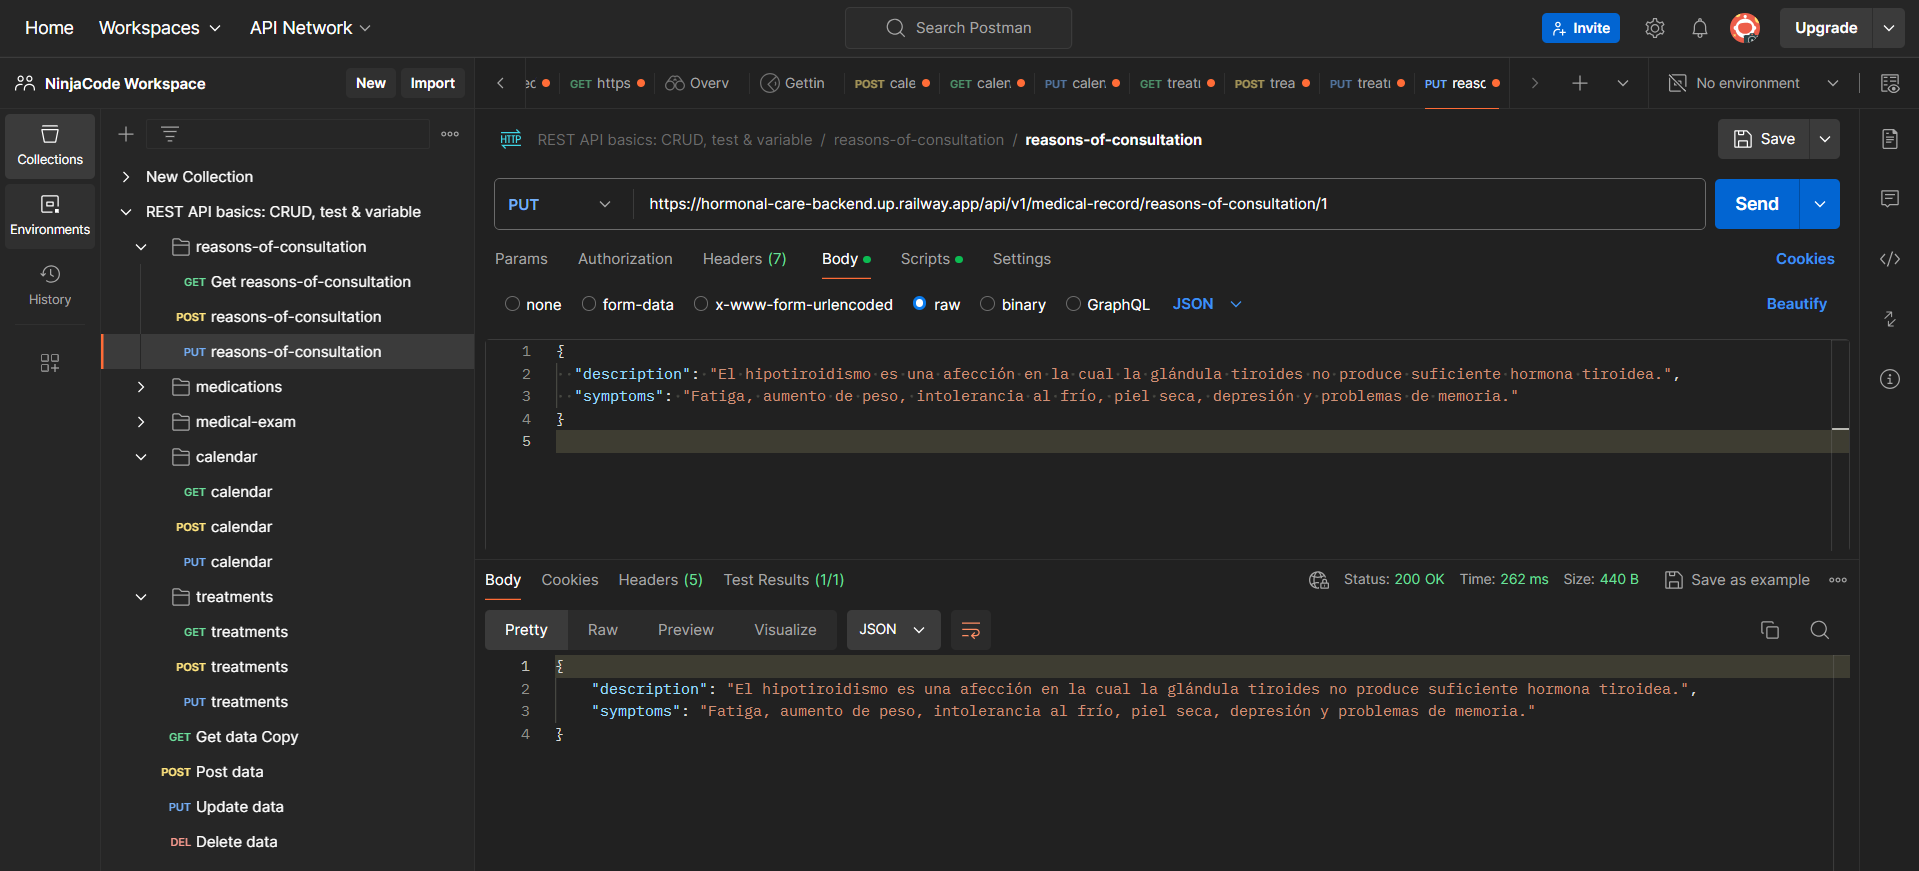 Home Workspaces API Network Search Postman Invite Upgrade
NinjaCode Workspace New Import
GET https Overv Gettin POST cale GET calen PUT calen GET treat POST trea PUT treati PUT reasc No environment
Collections
Environments
History
New Collection
REST API basics: CRUD, test & variable
reasons-of-consultation
GET Get reasons-of-consultation
POST reasons-of-consultation
PUT reasons-of-consultation
medications
medical-exam
calendar
GET calendar
POST calendar
PUT calendar
treatments
GET treatments
POST treatments
PUT treatments
GET Get data Copy
POST Post data
PUT Update data
DEL Delete data
HTTP REST API basics: CRUD, test & variable / reasons-of-consultation / reasons-of-consultation Save
PUT https://hormonal-care-backend.up.railway.app/api/v1/medical-record/reasons-of-consultation/1 Send
Params Authorization Headers (7) Body Scripts Settings Cookies
none form-data x-www-form-urlencoded raw binary GraphQL JSON Beautify
1 {
2 "description": "El hipotiroidismo es una afección en la cual la glándula tiroides no produce suficiente hormona tiroidea.",
3 "symptoms": "Fatiga, aumento de peso, intolerancia al frío, piel seca, depresión y problemas de memoria."
4 }
5
Body Cookies Headers (5) Test Results (1/1) Status: 200 OK Time: 262 ms Size: 440 B Save as example
Pretty Raw Preview Visualize JSON
1 {
2 "description": "El hipotiroidismo es una afección en la cual la glándula tiroides no produce suficiente hormona tiroidea.",
3 "symptoms": "Fatiga, aumento de peso, intolerancia al frío, piel seca, depresión y problemas de memoria."
4 }